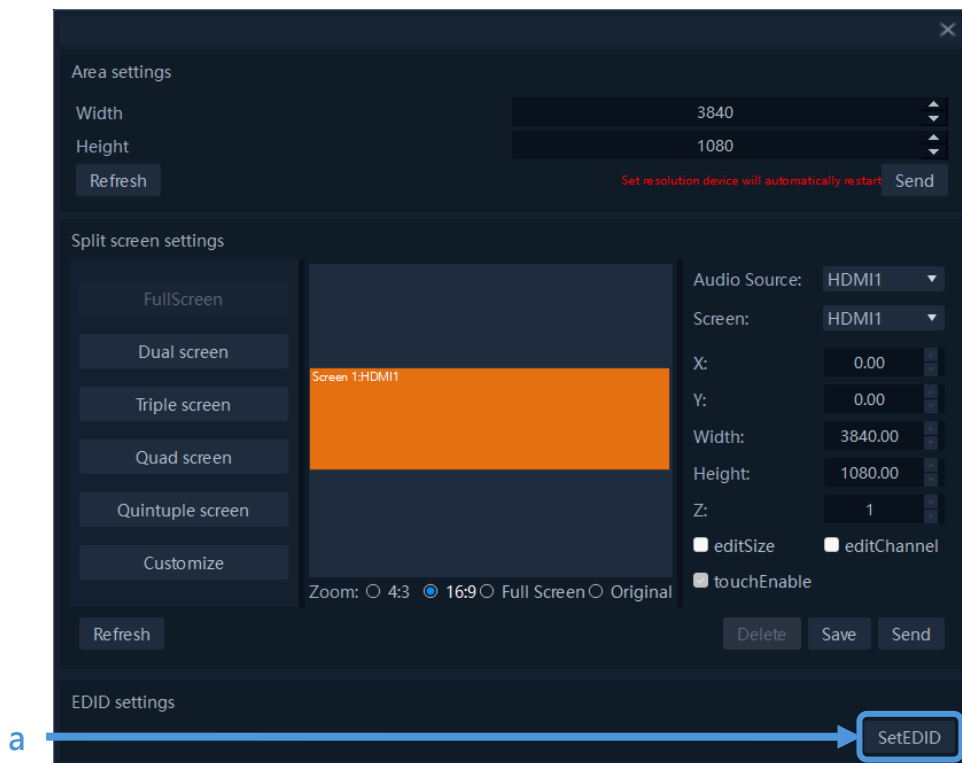 Area settings
Width 3840
Height 1080
Refresh Set resolution device will automatically restart Send
Split screen settings
FullScreen
Dual screen
Triple screen
Quad screen
Quintuple screen
Customize
Screen 1:HDMI1
Zoom: 4:3 16:9 Full Screen Original
Audio Source: HDMI1
Screen: HDMI1
X: 0.00
Y: 0.00
Width: 3840.00
Height: 1080.00
Z: 1
editSize editChannel
touchEnable
Refresh Delete Save Send
EDID settings
a SetEDID